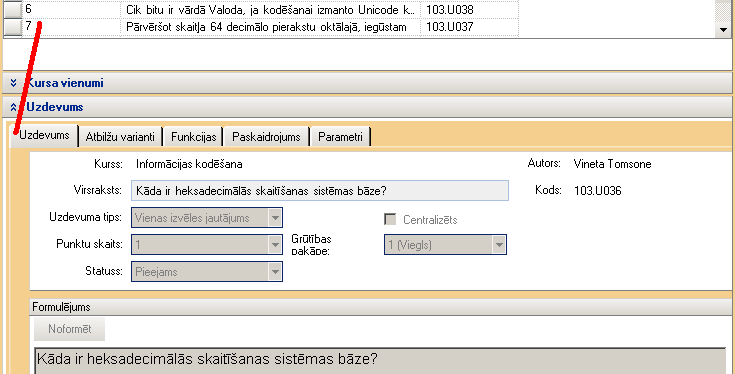 6 Cik bitu ir vārdā Valoda, ja kodēšanai izmanto Unicode k... 103.U038
7 Pārvēršot skaitļa 64 decimālo pierakstu oktālajā, iegūstam 103.U037
Kursa vienumi
Uzdevums
Uzdevums Atbilžu varianti Funkcijas Paskaidrojums Parametri
Kurss: Informācijas kodēšana Autors: Vineta Tomsone
Virsraksts: Kāda ir heksadecimālās skaitīšanas sistēmas bāze? Kods: 103.U036
Uzdevuma tips: Vienas izvēles jautājums Centralizēts
Punktu skaits: 1 Grūtības pakāpe: 1 (Viegls)
Statuss: Pieejams
Formulējums
Noformēt
Kāda ir heksadecimālās skaitīšanas sistēmas bāze?